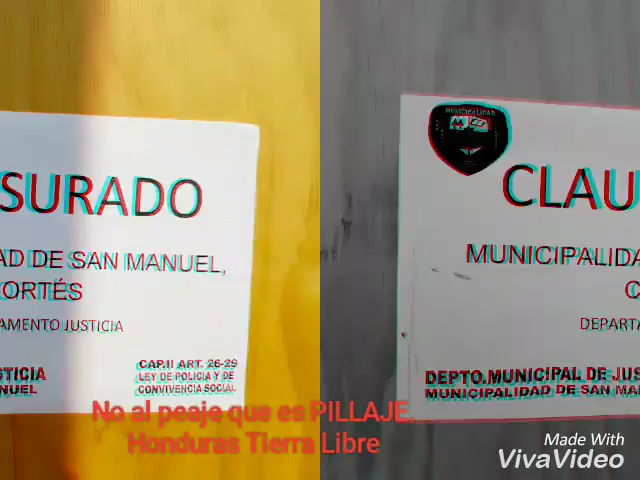 SURADO
AD DE SAN MANUEL,
ORTÉS
AMENTO JUSTICIA
STICIA
NUEL
CAP.II ART. 26-29
LEY DE POLICIA Y DE
CONVIVENCIA SOCIAL
MUNICIPALIDAD
CLAU
MUNICIPALIDA
C
DEPARTA
DEPTO.MUNICIPAL DE JUS
MUNICIPALIDAD DE SAN MA
No al peaje que es PILLAJE.
Honduras Tierra Libre
Made With
VivaVideo